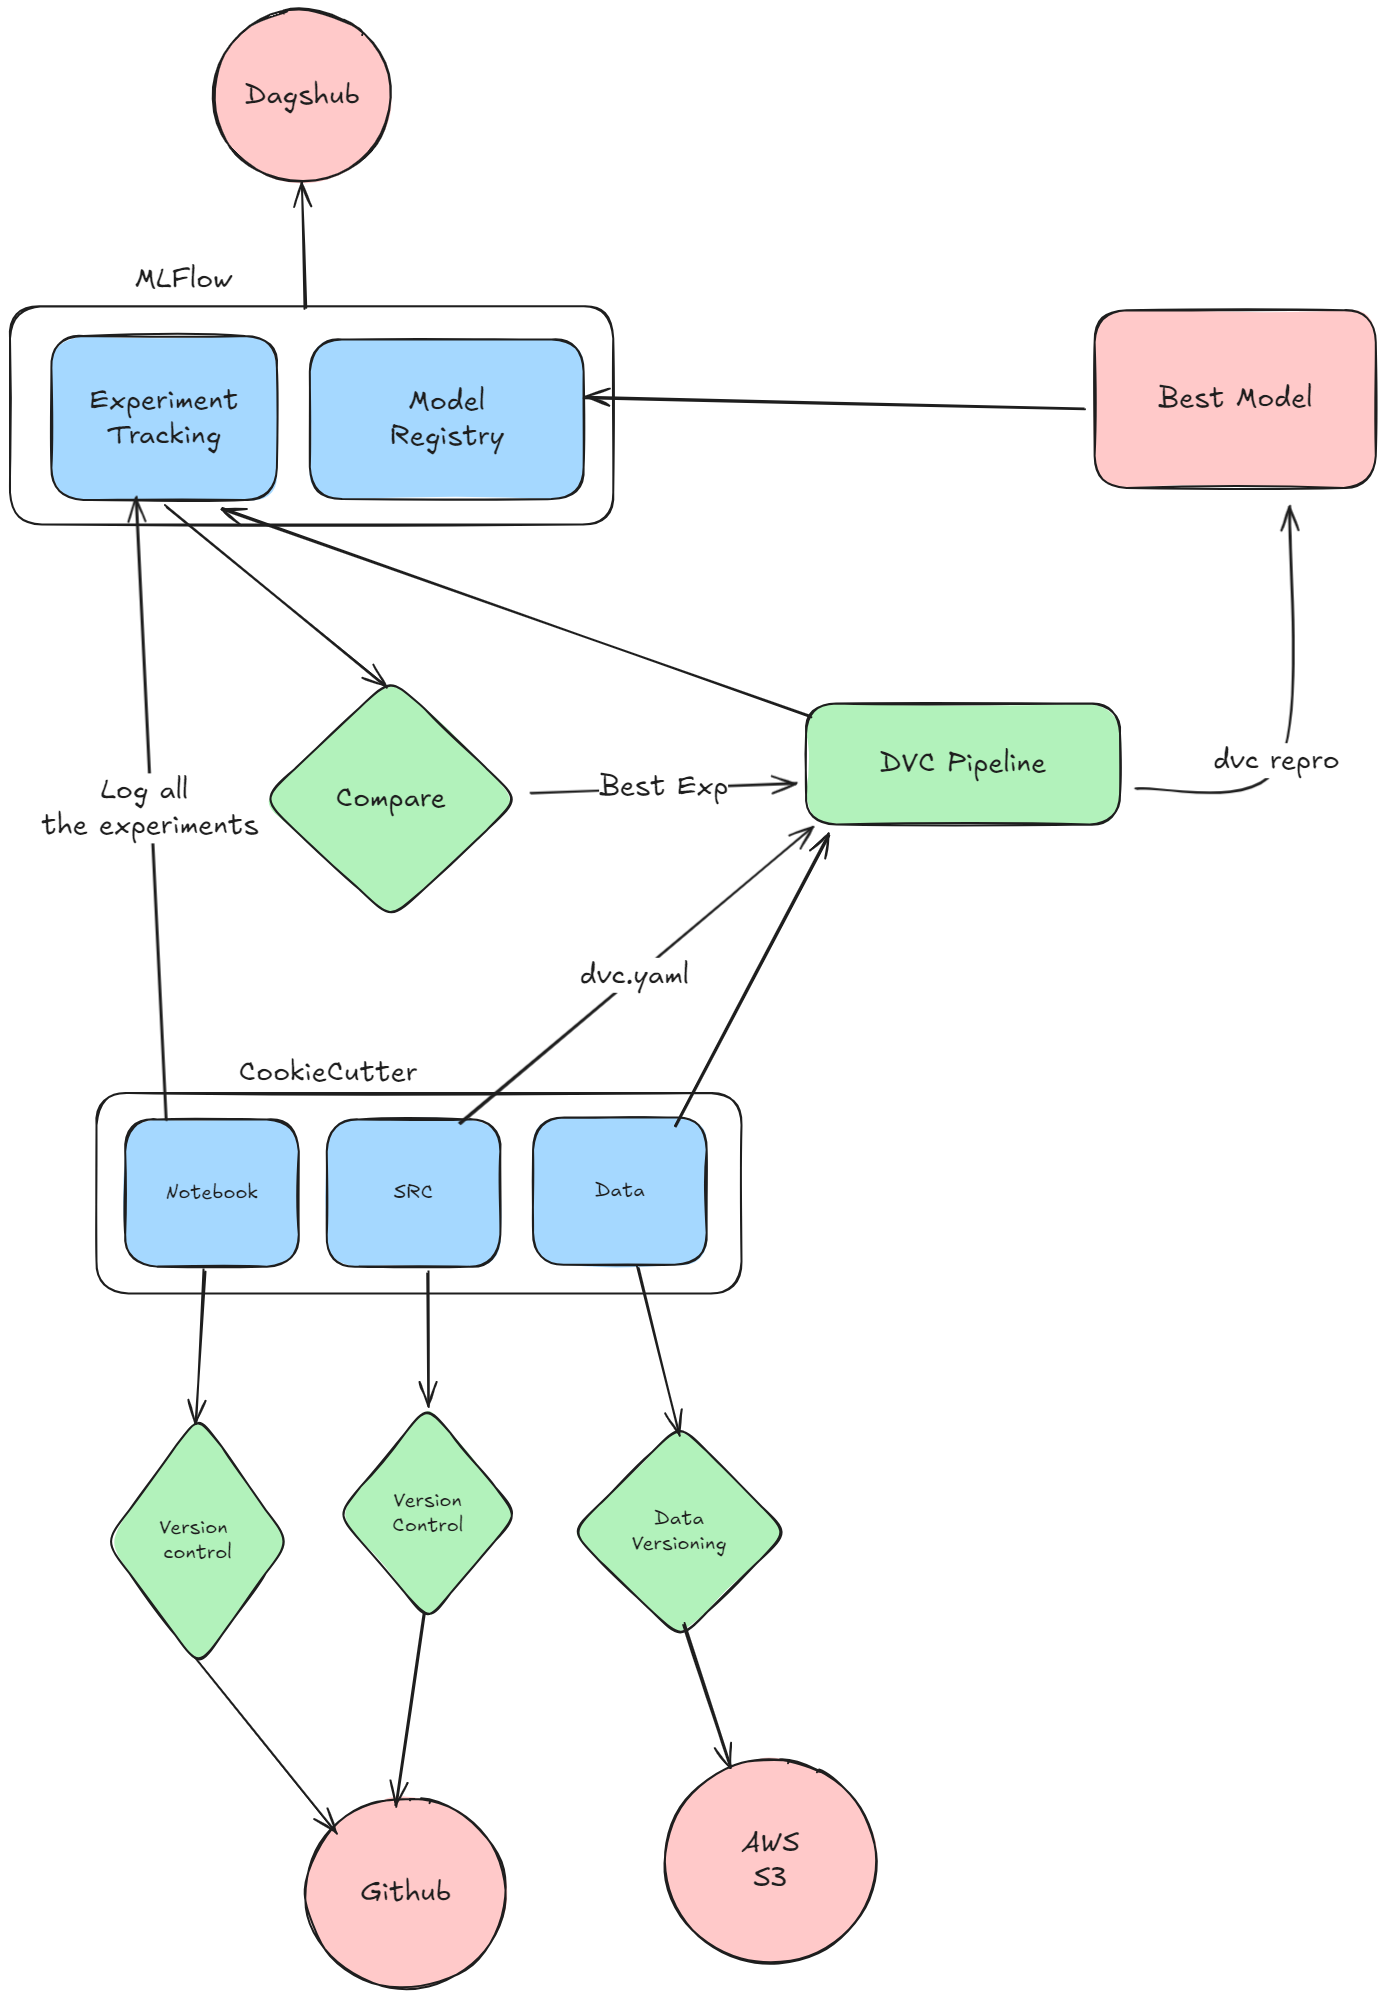 Dagshub
MLFlow
Experiment
Tracking
Model
Registry
Best Model
Compare
Best Exp
DVC Pipeline
dvc repro
Log all
the experiments
dvc.yaml
CookieCutter
Notebook
SRC
Data
Version
control
Version
Control
Data
Versioning
AWS
S3
Github